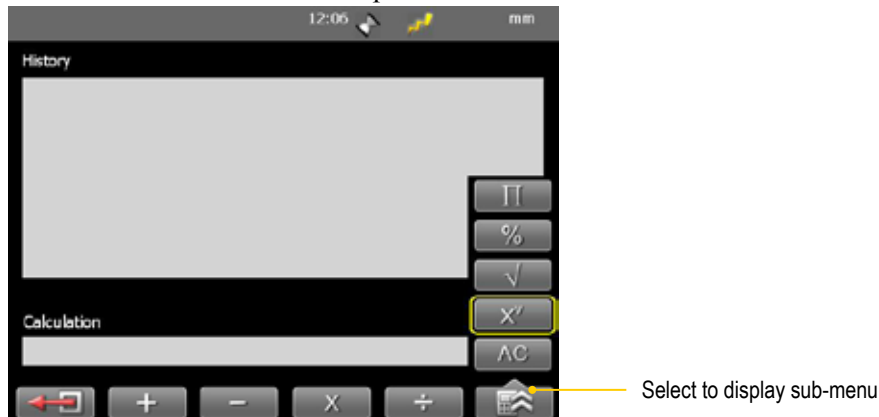 12:06 mm
History
Π
%
√
Xʸ
Calculation
AC
+ − X ÷
Select to display sub-menu